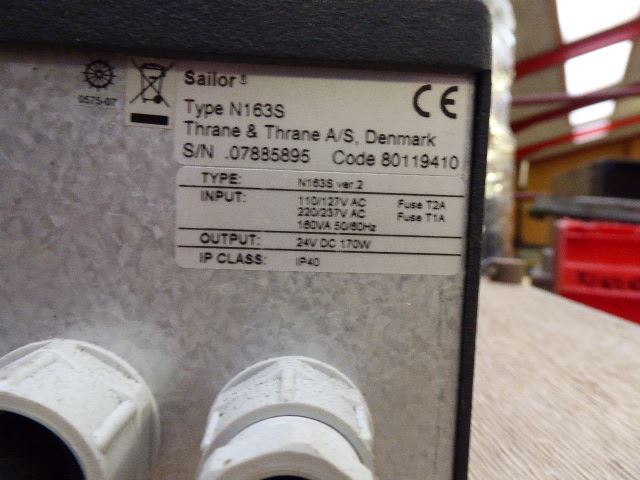 0575-07
Sailor ®
Type N163S
Thrane & Thrane A/S, Denmark
S/N .07885895 Code 80119410
CE
TYPE: N163S ver.2
INPUT: 110/127V AC Fuse T2A
220/237V AC Fuse T1A
160VA 50/60Hz
OUTPUT: 24V DC 170W
IP CLASS: IP40